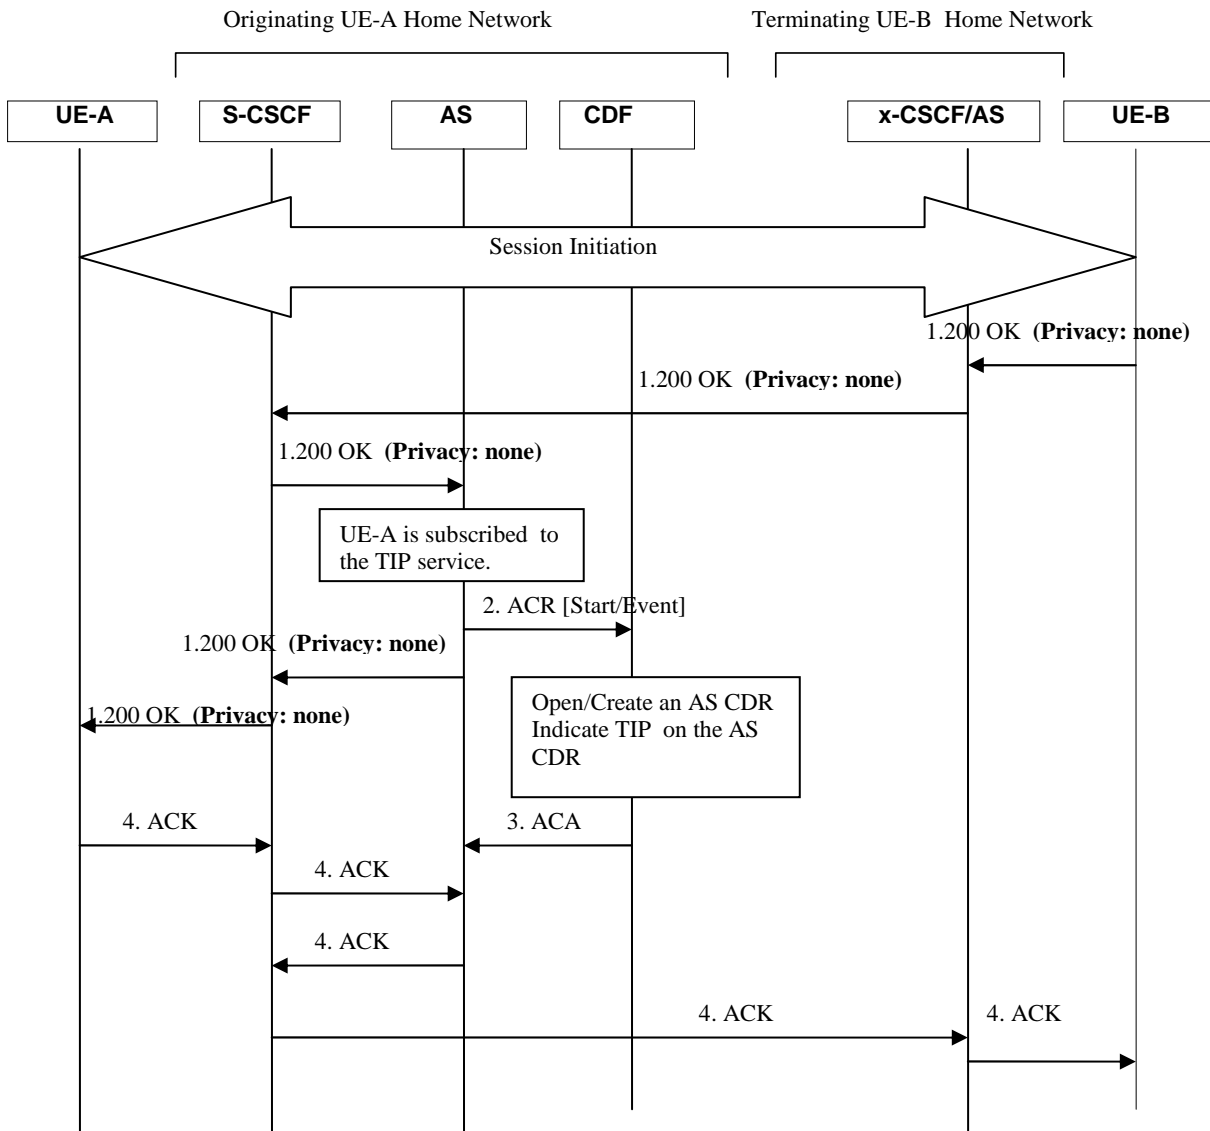 Originating UE-A Home Network
Terminating UE-B  Home Network
UE-A
S-CSCF
AS
CDF
x-CSCF/AS
UE-B
Session Initiation
1.200 OK  (Privacy: none)
1.200 OK  (Privacy: none)
1.200 OK  (Privacy: none)
UE-A is subscribed  to
the TIP service.
2. ACR [Start/Event]
1.200 OK  (Privacy: none)
Open/Create an AS CDR
Indicate TIP  on the AS
CDR
1.200 OK  (Privacy: none)
4. ACK
3. ACA
4. ACK
4. ACK
4. ACK
4. ACK